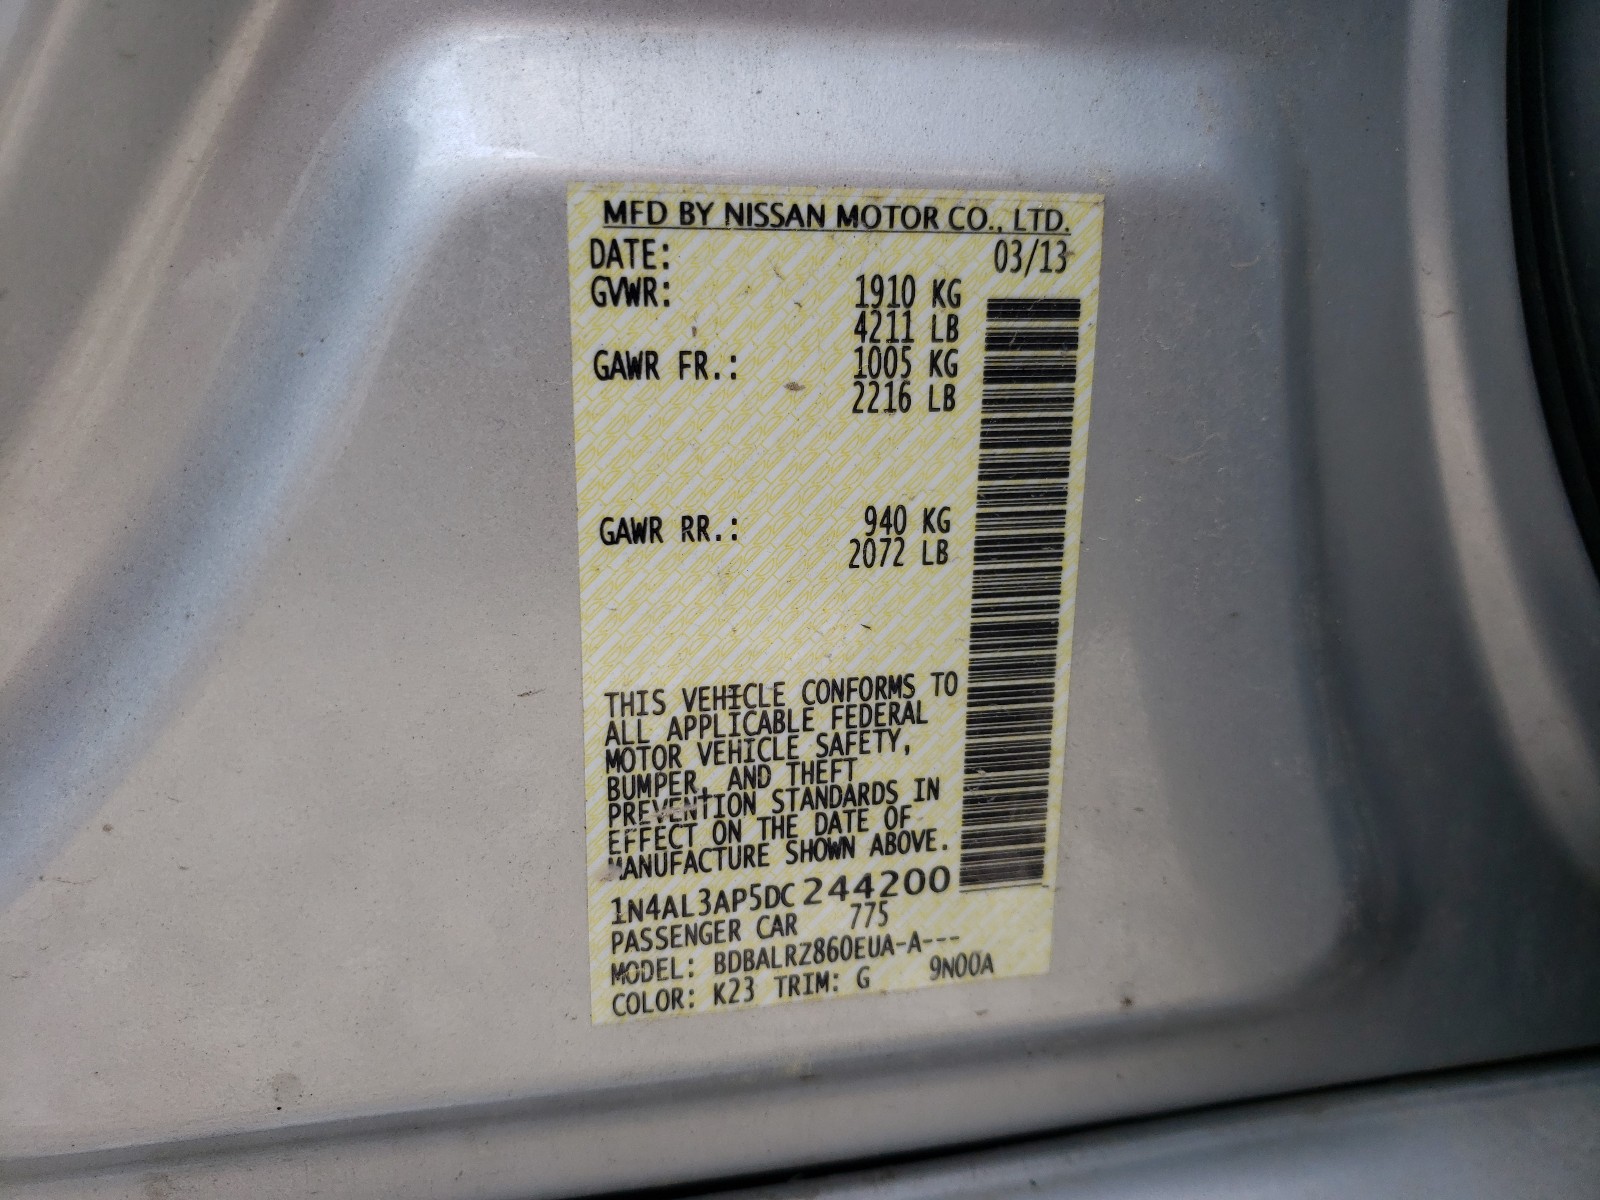 MFD BY NISSAN MOTOR CO., LTD.
DATE: 03/13
GVWR: 1910 KG
4211 LB
GAWR FR.: 1005 KG
2216 LB
GAWR RR.: 940 KG
2072 LB
THIS VEHICLE CONFORMS TO
ALL APPLICABLE FEDERAL
MOTOR VEHICLE SAFETY,
BUMPER, AND THEFT
PREVENTION STANDARDS IN
EFFECT ON THE DATE OF
MANUFACTURE SHOWN ABOVE.
1N4AL3AP5DC244200
PASSENGER CAR 775
MODEL: BDBALRZ860EUA-A---
COLOR: K23 TRIM: G 9N00A